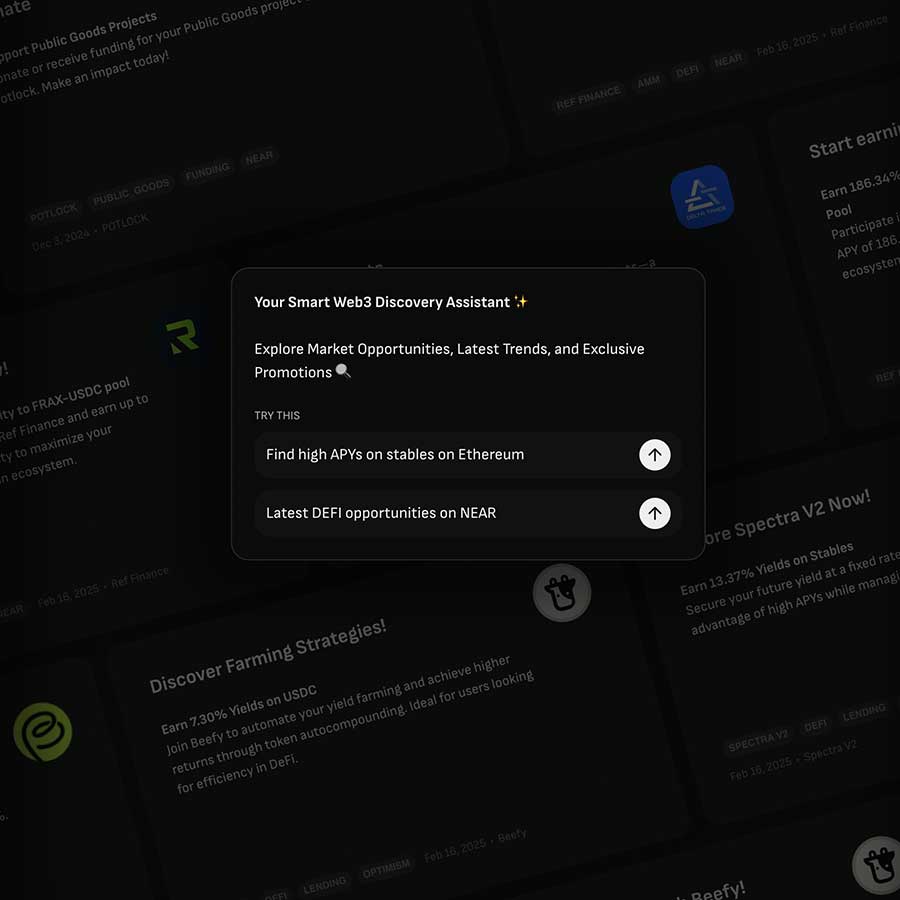 nate
pport Public Goods Projects
onate or receive funding for your Public Goods project
otlock. Make an impact today!
POTLOCK
PUBLIC_GOODS
FUNDING
NEAR
Dec 3, 2024 • POTLOCK
REF FINANCE
AMM
DEFI
NEAR
Feb 16, 2025 • Ref Finance
DELTA TRADE
Start earni
Earn 186.34%
Pool
Participate i
APY of 186.
ecosysten
REF
Your Smart Web3 Discovery Assistant ✨
Explore Market Opportunities, Latest Trends, and Exclusive
Promotions 🔍
TRY THIS
Find high APYs on stables on Ethereum
Latest DEFI opportunities on NEAR
y!
ity to FRAX-USDC pool
Ref Finance and earn up to
ty to maximize your
n ecosystem.
NEAR
Feb 16, 2025 • Ref Finance
ore Spectra V2 Now!
Earn 13.37% Yields on Stables
Secure your future yield at a fixed rate
advantage of high APYs while managi
SPECTRA V2
DEFI
LENDING
Feb 16, 2025 • Spectra V2
Discover Farming Strategies!
Earn 7.30% Yields on USDC
Join Beefy to automate your yield farming and achieve higher
returns through token autocompounding. Ideal for users looking
for efficiency in DeFi.
DEFI
LENDING
OPTIMISM
Feb 16, 2025 • Beefy
Beefy!